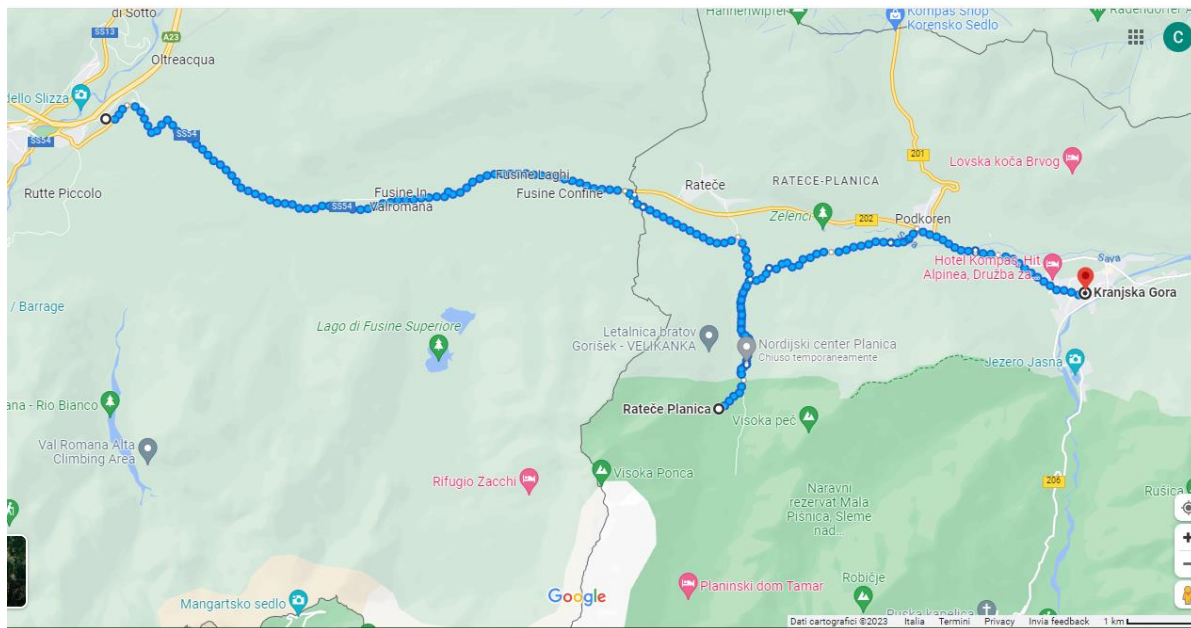 di Sotto
SS13
A23
Oltreacqua
dello Slizza
SS54
SS54
Rutte Piccolo
Hannenwipfel
Kompas Shop
Korensko Sedlo
C
201
Lovska koča Brvog
Rateče
RATECE-PLANICA
Fusine Laghi
Fusine In
Valromana
SS54
Fusine Confine
Zelenci
202
Podkoren
Sava
Hotel Kompas, Hit
Alpinea, Družba za...
Kranjska Gora
/ Barrage
Lago di Fusine Superiore
Letalnica bratov
Gorišek - VELIKANKA
Nordijski center Planica
Chiuso temporaneamente
Jezero Jasna
ana - Rio Bianco
Rateče Planica
Visoka peč
Val Romana Alta
Climbing Area
Rifugio Zacchi
Visoka Ponca
206
Naravni
rezervat Mala
Pišnica, Sleme
nad...
Rušica
Mangartsko sedlo
Google
Planinski dom Tamar
Robičje
Ruska kapelica
Dati cartografici ©2023 Italia Termini Privacy Invia feedback 1 km